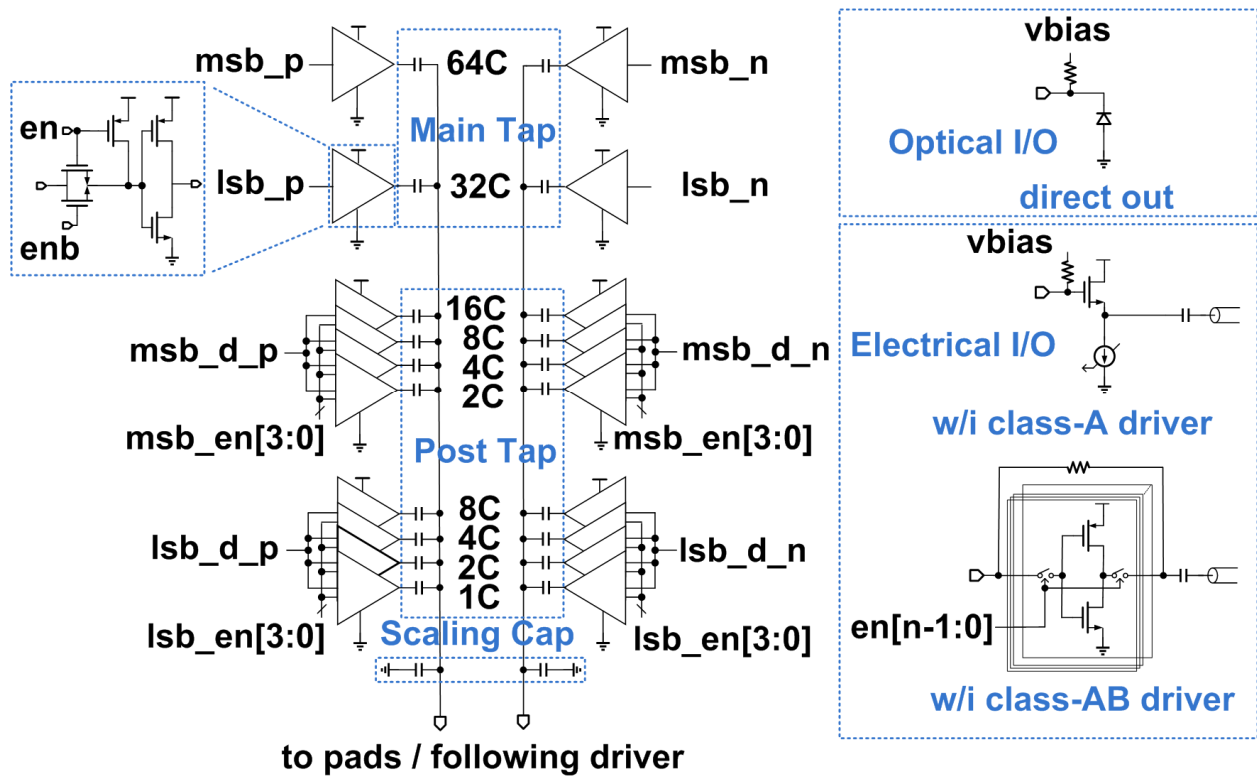 msb_p
64C
msb_n
en
Main Tap
lsb_p
32C
lsb_n
enb
16C
8C
msb_d_p
4C
msb_d_n
2C
msb_en[3:0]
msb_en[3:0]
Post Tap
8C
4C
lsb_d_p
lsb_d_n
2C
1C
lsb_en[3:0]
Scaling Cap
lsb_en[3:0]
to pads / following driver
vbias
Optical I/O
direct out
vbias
Electrical I/O
w/i class-A driver
en[n-1:0]
w/i class-AB driver